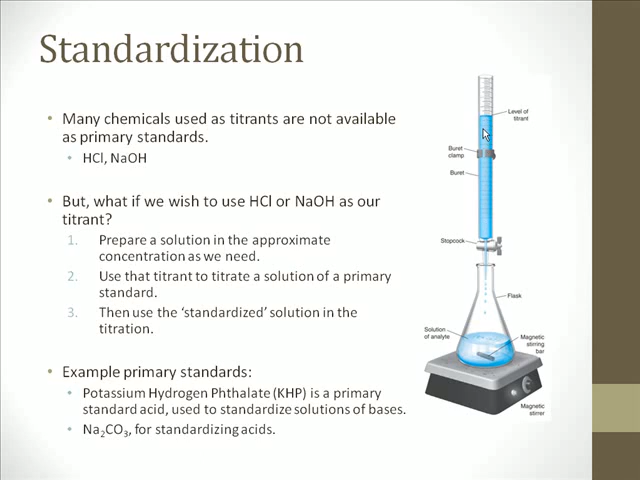 Standardization
• Many chemicals used as titrants are not available
as primary standards.
• HCl, NaOH
• But, what if we wish to use HCl or NaOH as our
titrant?
1. Prepare a solution in the approximate
concentration as we need.
2. Use that titrant to titrate a solution of a primary
standard.
3. Then use the ‘standardized’ solution in the
titration.
• Example primary standards:
• Potassium Hydrogen Phthalate (KHP) is a primary
standard acid, used to standardize solutions of bases.
• Na₂CO₃, for standardizing acids.
Level of
titrant
Buret
clamp
Buret
Stopcock
Flask
Solution
of analyte
Magnetic
stirring
bar
Magnetic
stirrer